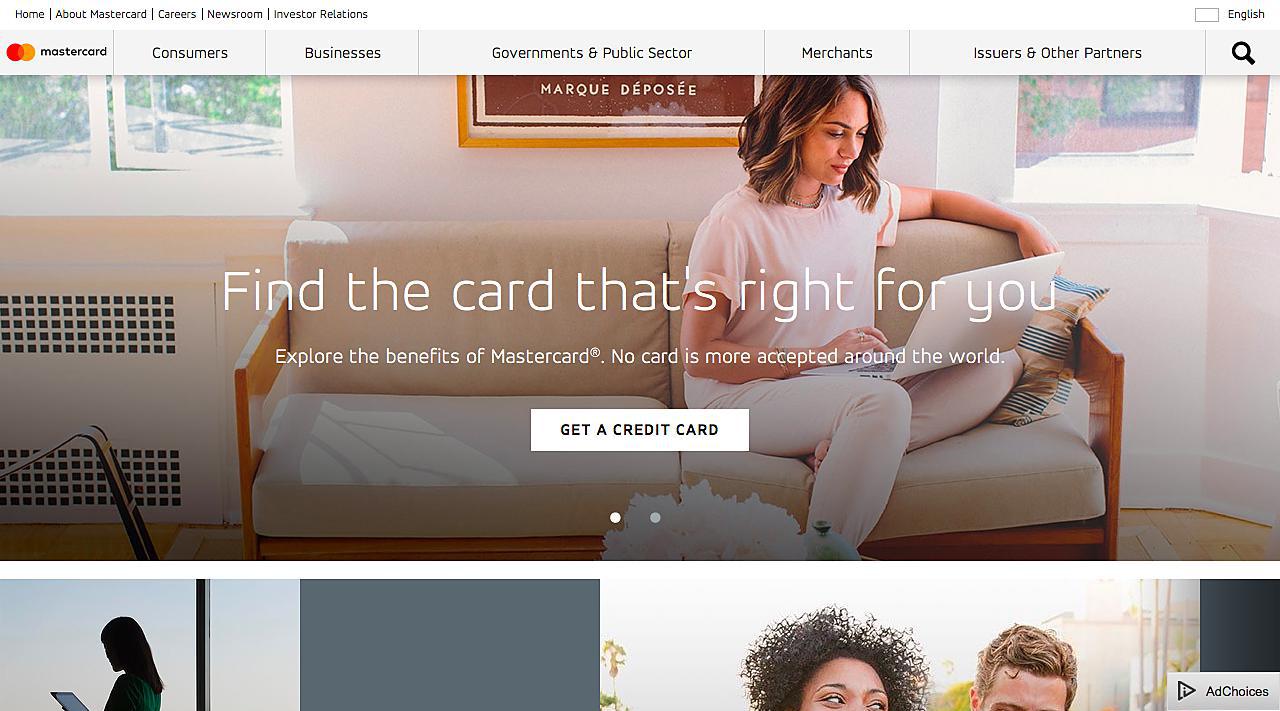 Home | About Mastercard | Careers | Newsroom | Investor Relations
English
mastercard
Consumers
Businesses
Governments & Public Sector
Merchants
Issuers & Other Partners
MARQUE DÉPOSÉE
Find the card that's right for you
Explore the benefits of Mastercard®. No card is more accepted around the world.
GET A CREDIT CARD
AdChoices